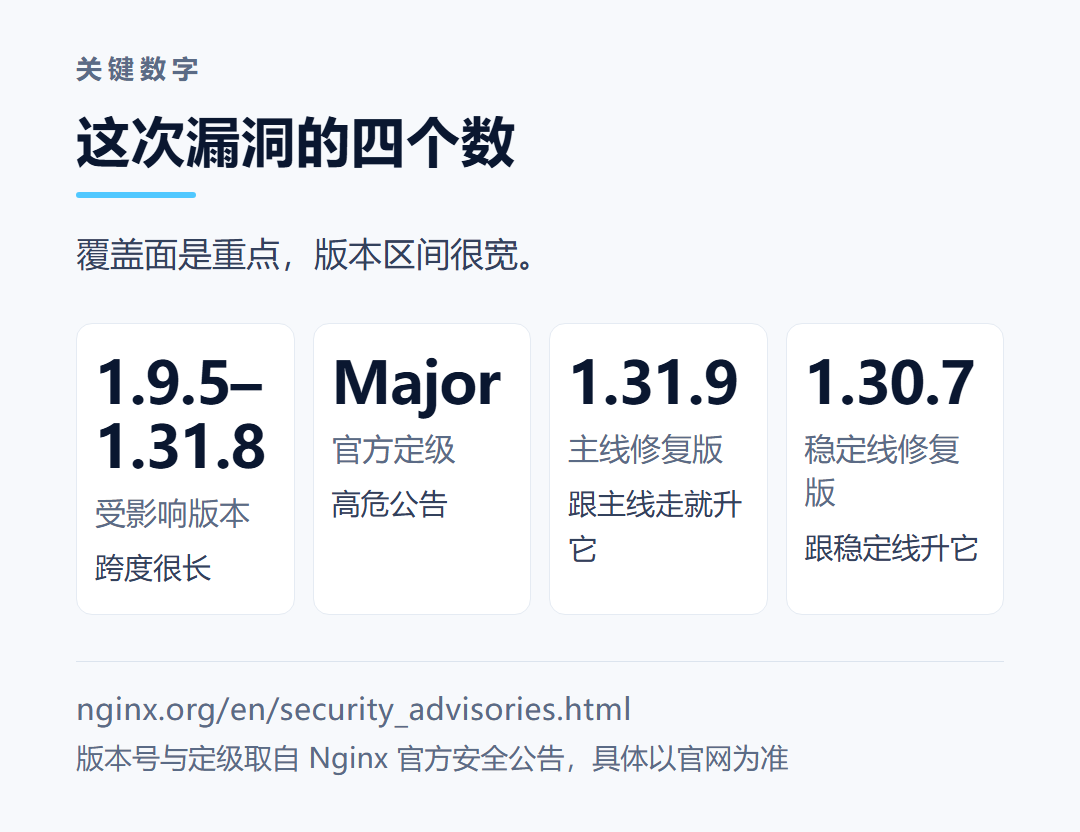 关键数字
这次漏洞的四个数
覆盖面是重点，版本区间很宽。
1.9.5–
1.31.8
受影响版本
跨度很长
Major
官方定级
高危公告
1.31.9
主线修复版
跟主线走就升
它
1.30.7
稳定线修复
版
跟稳定线升它
nginx.org/en/security_advisories.html
版本号与定级取自 Nginx 官方安全公告，具体以官网为准